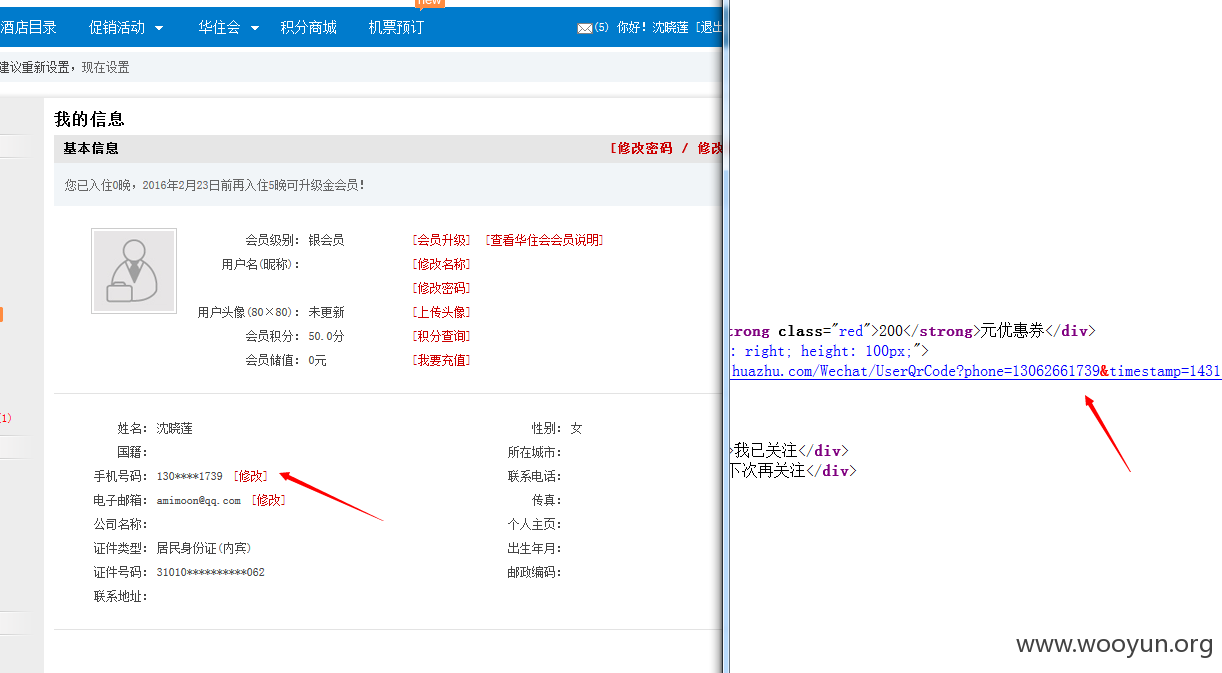 new
酒店目录 促销活动 华住会 积分商城 机票预订 (5) 你好！沈晓莲 [退出
建议重新设置，现在设置
我的信息
基本信息 [修改密码 / 修改
您已入住0晚，2016年2月23日前再入住5晚可升级金会员！
会员级别： 银会员 [会员升级] [查看华住会会员说明]
用户名(昵称)： [修改名称]
[修改密码]
用户头像(80×80)： 未更新 [上传头像]
会员积分： 50.0分 [积分查询]
会员储值： 0元 [我要充值]
(1)
姓名： 沈晓莲 性别： 女
国籍： 所在城市：
手机号码： 130****1739 [修改] 联系电话：
电子邮箱： amimoon@qq.com [修改] 传真：
公司名称： 个人主页：
证件类型： 居民身份证(内宾) 出生年月：
证件号码： 31010**********062 邮政编码：
联系地址：
trong class="red">200</strong>元优惠券</div>
: right; height: 100px;">
huazhu.com/Wechat/UserQrCode?phone=13062661739&timestamp=1431
>我已关注</div>
下次再关注</div>
www.wooyun.org